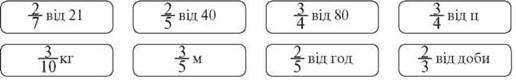 2/7 від 21
2/5 від 40
3/4 від 80
3/4 від ц
3/10 кг
3/5 м
2/5 від год
2/3 від доби